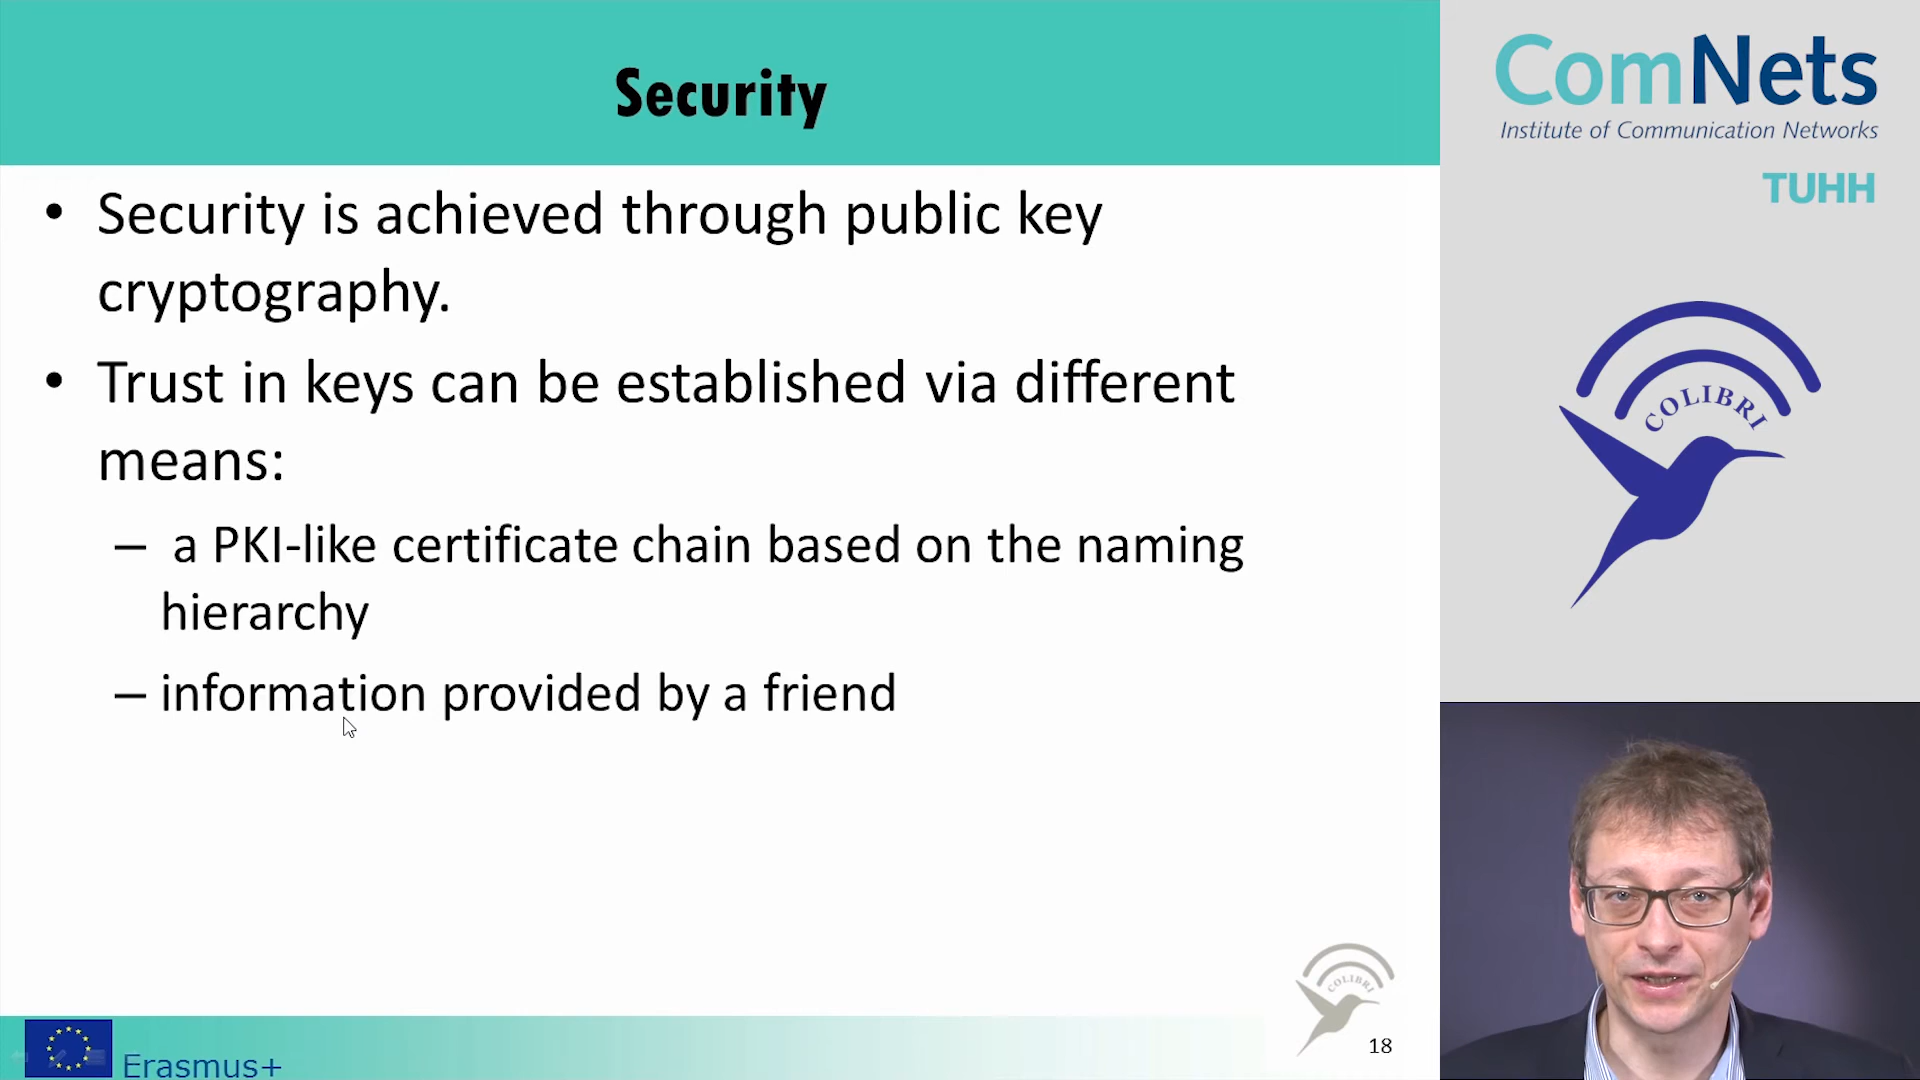 Security
• Security is achieved through public key
cryptography.
• Trust in keys can be established via different
means:
– a PKI-like certificate chain based on the naming
hierarchy
– information provided by a friend
COLIBRI
Erasmus+
18
ComNets
Institute of Communication Networks
TUHH
COLIBRI